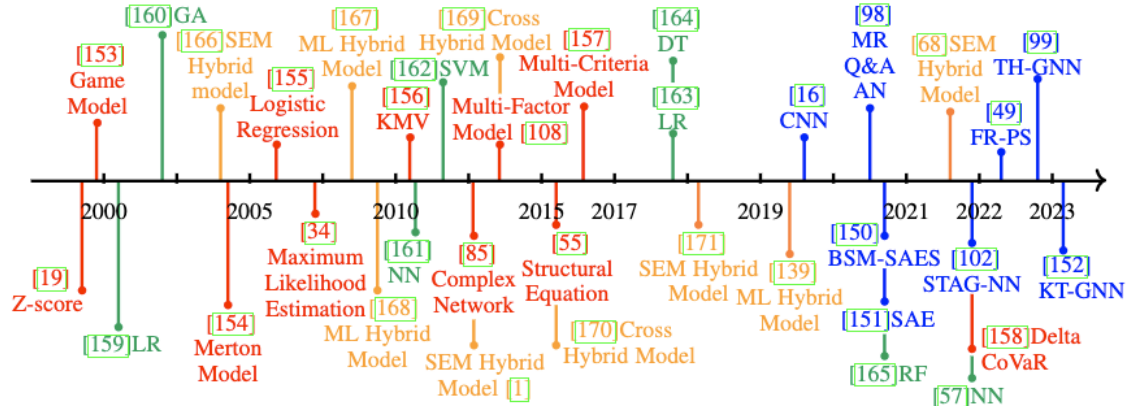 [160]GA
[153]
Game
Model
[166]SEM
Hybrid
model
[155]
Logistic
Regression
[167]
ML Hybrid
Model
[156]
KMV
[162]SVM
[169]Cross
Hybrid Model
Multi-Factor
Model [108]
[157]
Multi-Criteria
Model
[164]
DT
[163]
LR
[16]
CNN
[98]
MR
Q&A
AN
[68]SEM
Hybrid
Model
[49]
FR-PS
[99]
TH-GNN
2000
2005
2010
2015
2017
2019
2021
2022
2023
[19]
Z-score
[159]LR
[154]
Merton
Model
[34]
Maximum
Likelihood
Estimation
[168]
ML Hybrid
Model
[161]
NN
[85]
Complex
Network
SEM Hybrid
Model [1
[55]
Structural
Equation
[170]Cross
Hybrid Model
[171]
SEM Hybrid
Model
[139]
ML Hybrid
Model
[150]
BSM-SAES
[151]SAE
[165]RF
[102]
STAG-NN
[158]Delta
CoVaR
[57]NN
[152]
KT-GNN